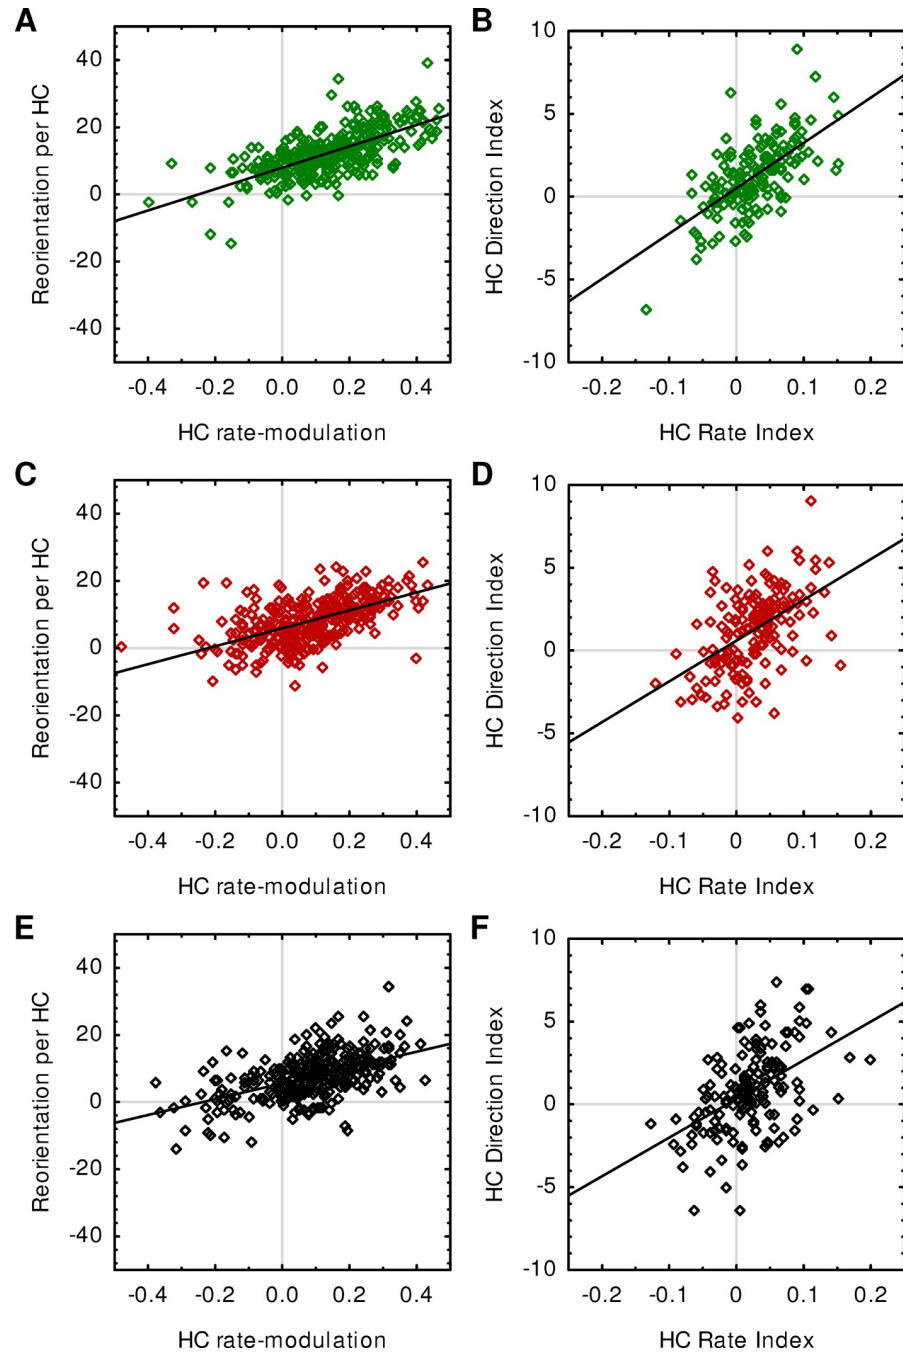 A
B
Reorientation per HC
40
20
0
-20
-40
-0.4 -0.2 0.0 0.2 0.4
HC rate-modulation
HC Direction Index
10
5
0
-5
-10
-0.2 -0.1 0 0.1 0.2
HC Rate Index
C
D
Reorientation per HC
40
20
0
-20
-40
-0.4 -0.2 0.0 0.2 0.4
HC rate-modulation
HC Direction Index
10
5
0
-5
-10
-0.2 -0.1 0 0.1 0.2
HC Rate Index
E
F
Reorientation per HC
40
20
0
-20
-40
-0.4 -0.2 0.0 0.2 0.4
HC rate-modulation
HC Direction Index
10
5
0
-5
-10
-0.2 -0.1 0 0.1 0.2
HC Rate Index